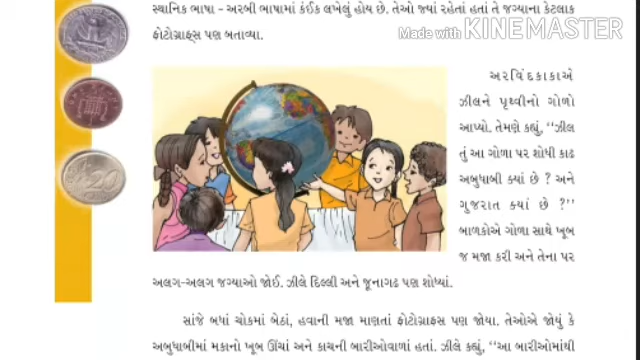 સ્થાનિક ભાષા - અરબી ભાષામાં કંઈક લખેલું હોય છે. તેઓ જ્યાં રહેતાં હતાં તે જગ્યાના કેટલાક
ફોટોગ્રાફ્સ પણ બતાવ્યા.
Made with KINEMASTER
અરવિંદકાકાએ
ઝીલને પૃથ્વીનો ગોળો
આપ્યો. તેમણે કહ્યું, ‘‘ઝીલ
તું આ ગોળા પર શોધી કાઢ
અબુધાબી ક્યાં છે ? અને
ગુજરાત ક્યાં છે ?’’
બાળકોએ ગોળા સાથે ખૂબ
જ મજા કરી અને તેના પર
અલગ-અલગ જગ્યાઓ જોઈ. ઝીલે દિલ્લી અને જૂનાગઢ પણ શોધ્યાં.
સાંજે બધાં ચોકમાં બેઠાં, હવાની મજા માણતાં ફોટોગ્રાફસ પણ જોયા. તેઓએ જોયું કે
અબુધાબીમાં મકાનો ખૂબ ઊંચાં અને કાચની બારીઓવાળાં હતાં. ઝીલે કહ્યું, ‘‘આ બારીઓમાંથી
20